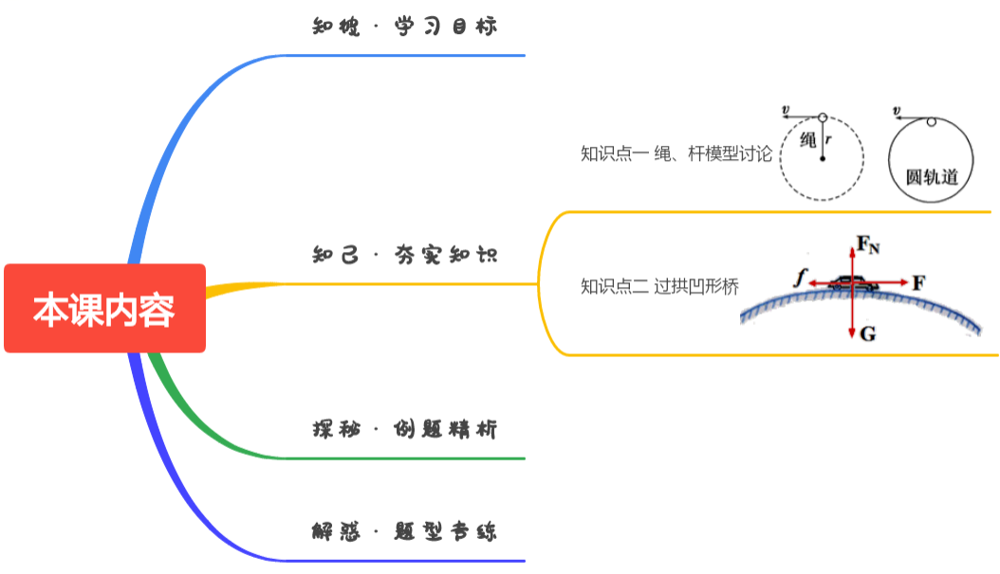 知彼·学习目标
v
v
绳
r
知识点一 绳、杆模型讨论
圆轨道
知己·夯实知识
F_N
知识点二 过拱凹形桥
f
F
G
本课内容
探秘·例题精析
解惑·题型专练